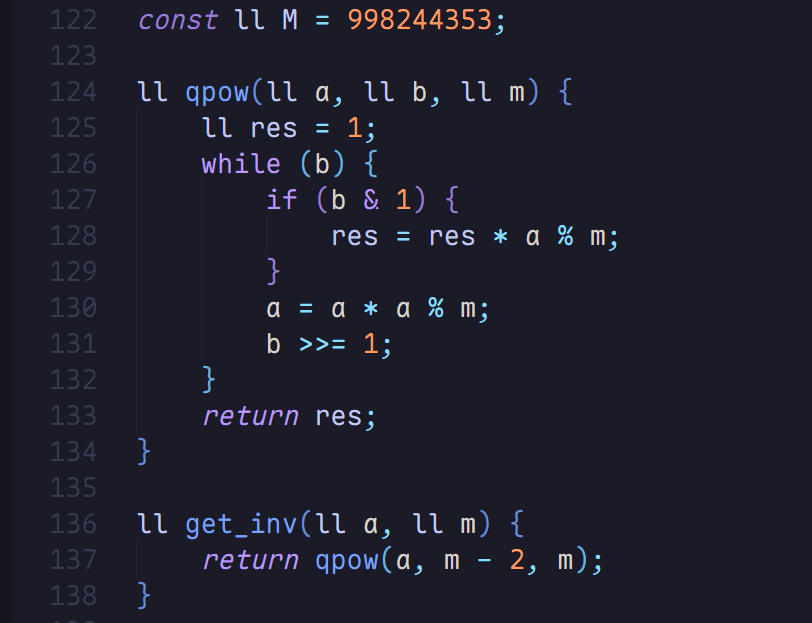 122 const ll M = 998244353;
123
124 ll qpow(ll a, ll b, ll m) {
125     ll res = 1;
126     while (b) {
127         if (b & 1) {
128             res = res * a % m;
129         }
130         a = a * a % m;
131         b >>= 1;
132     }
133     return res;
134 }
135
136 ll get_inv(ll a, ll m) {
137     return qpow(a, m - 2, m);
138 }